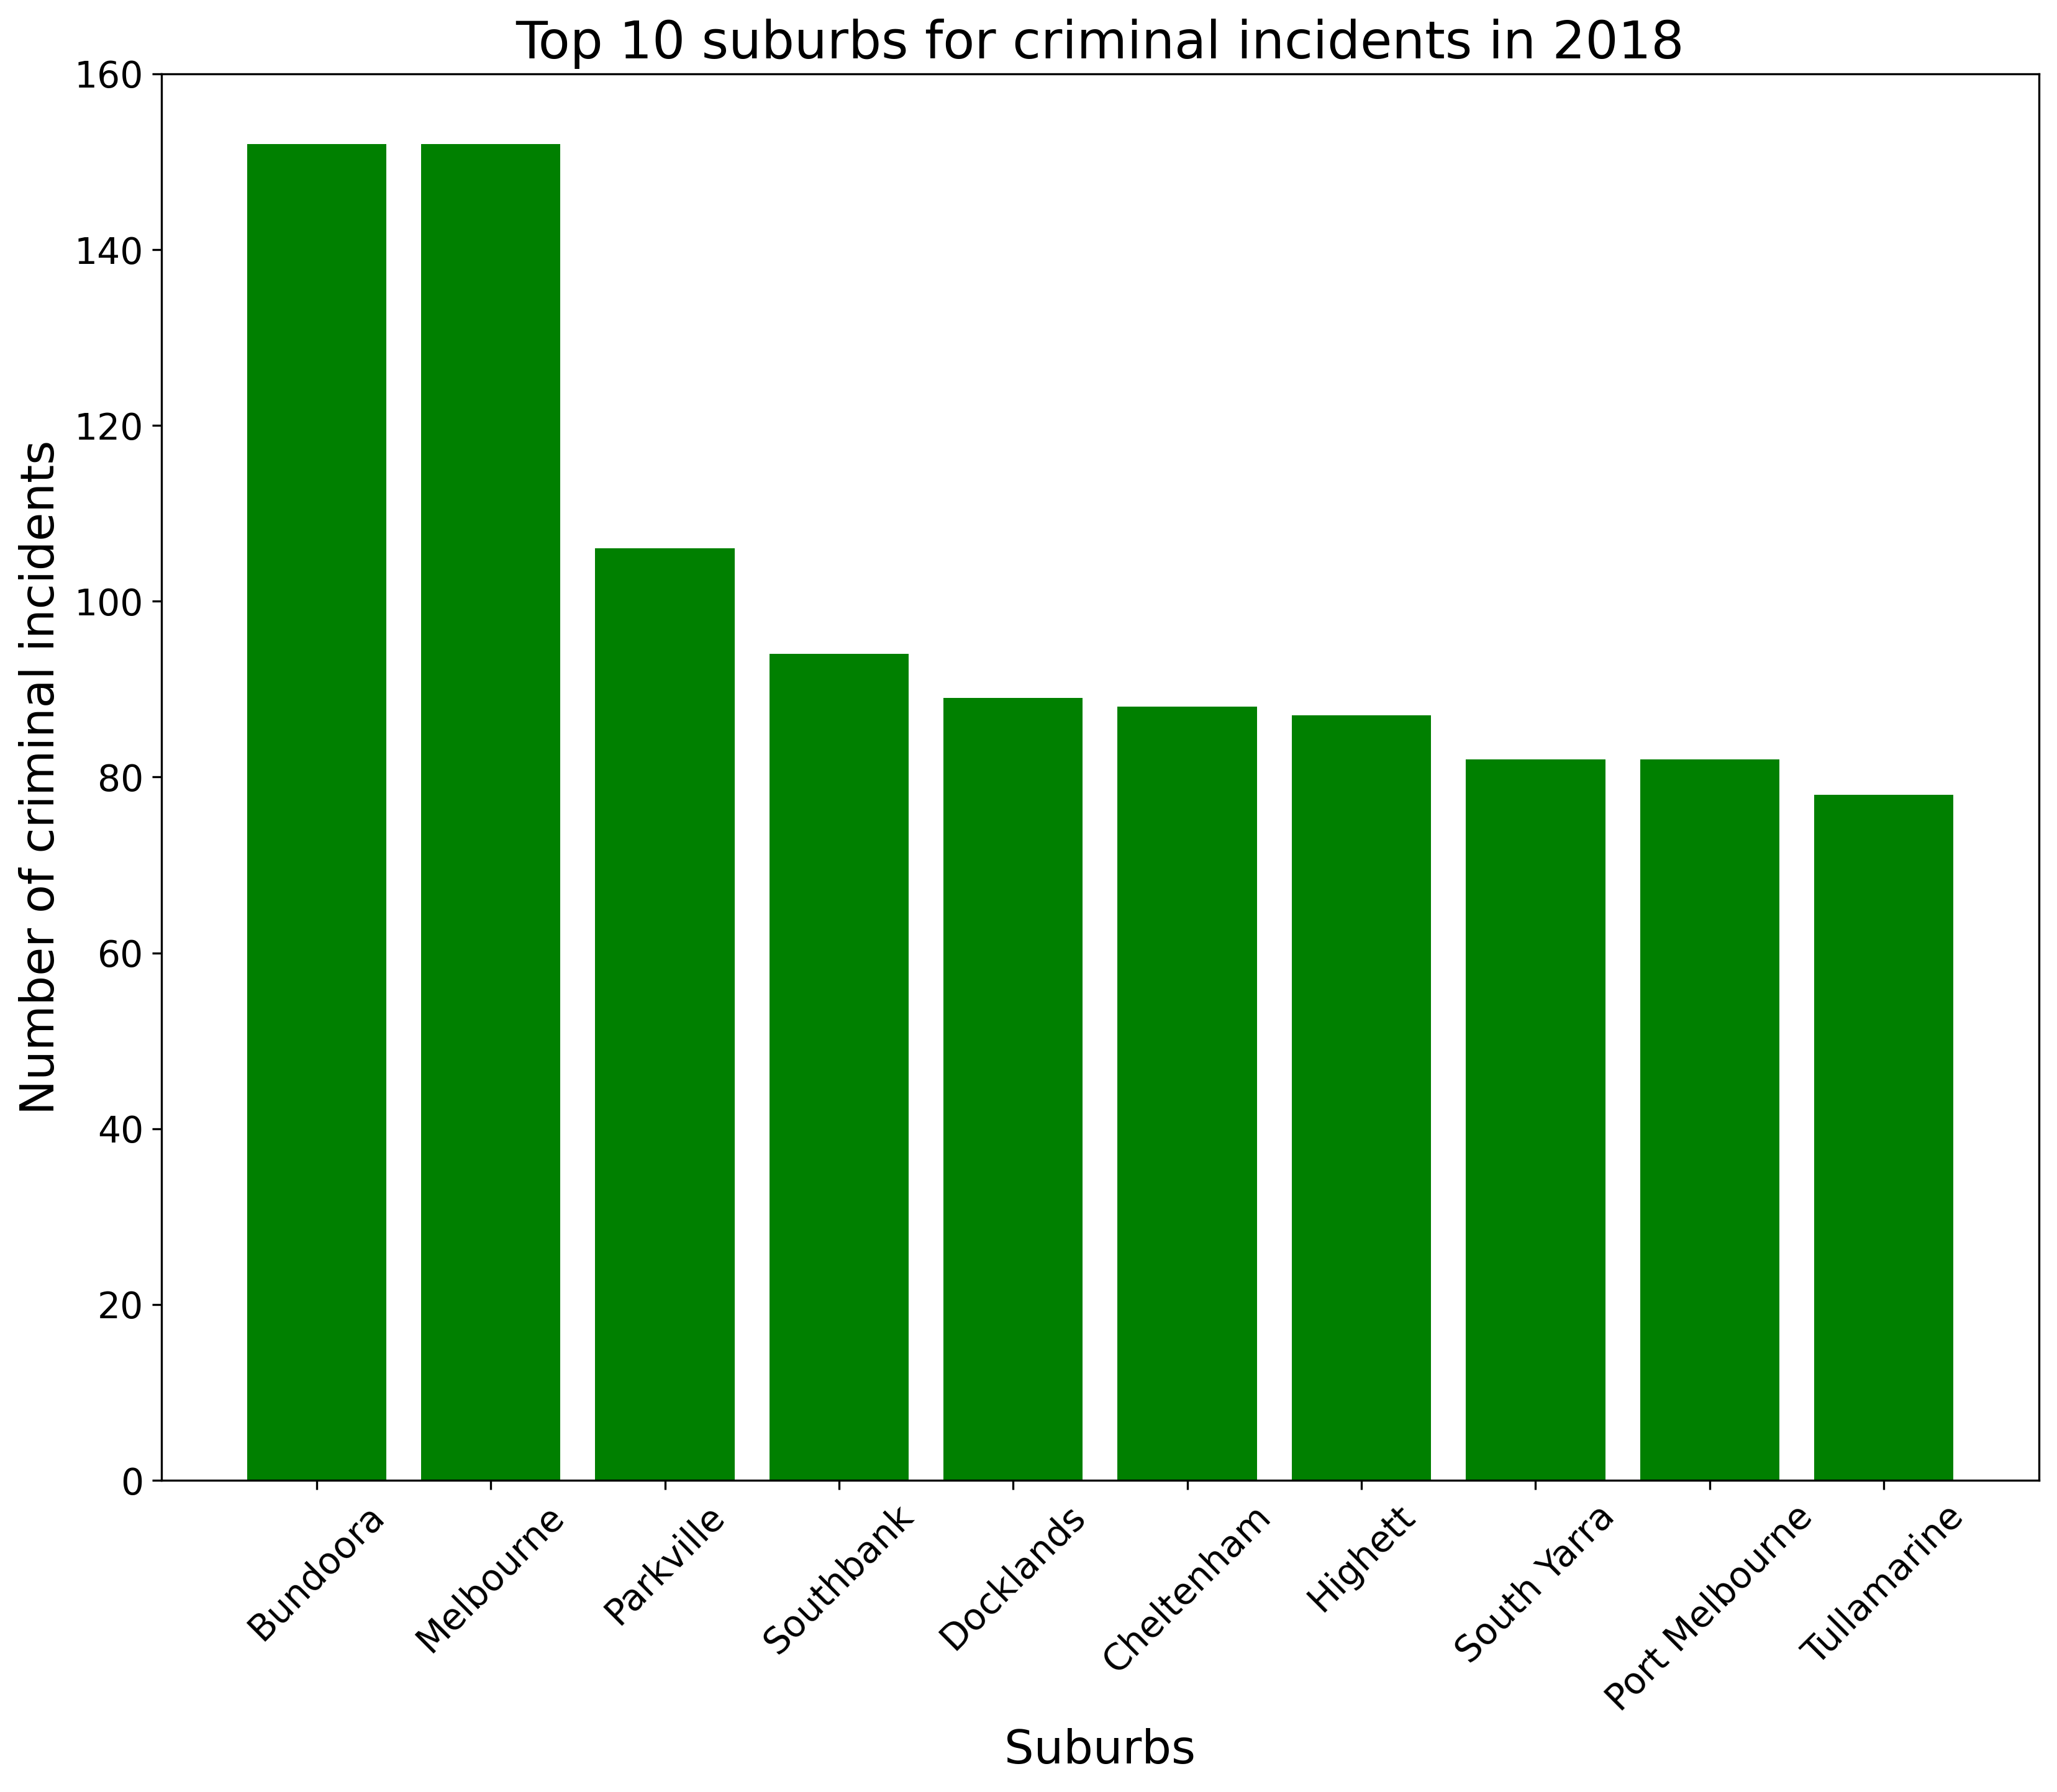 Top 10 suburbs for criminal incidents in 2018
Number of criminal incidents
160
140
120
100
80
60
40
20
0
Bundoora
Melbourne
Parkville
Southbank
Docklands
Cheltenham
Highett
South Yarra
Port Melbourne
Tullamarine
Suburbs